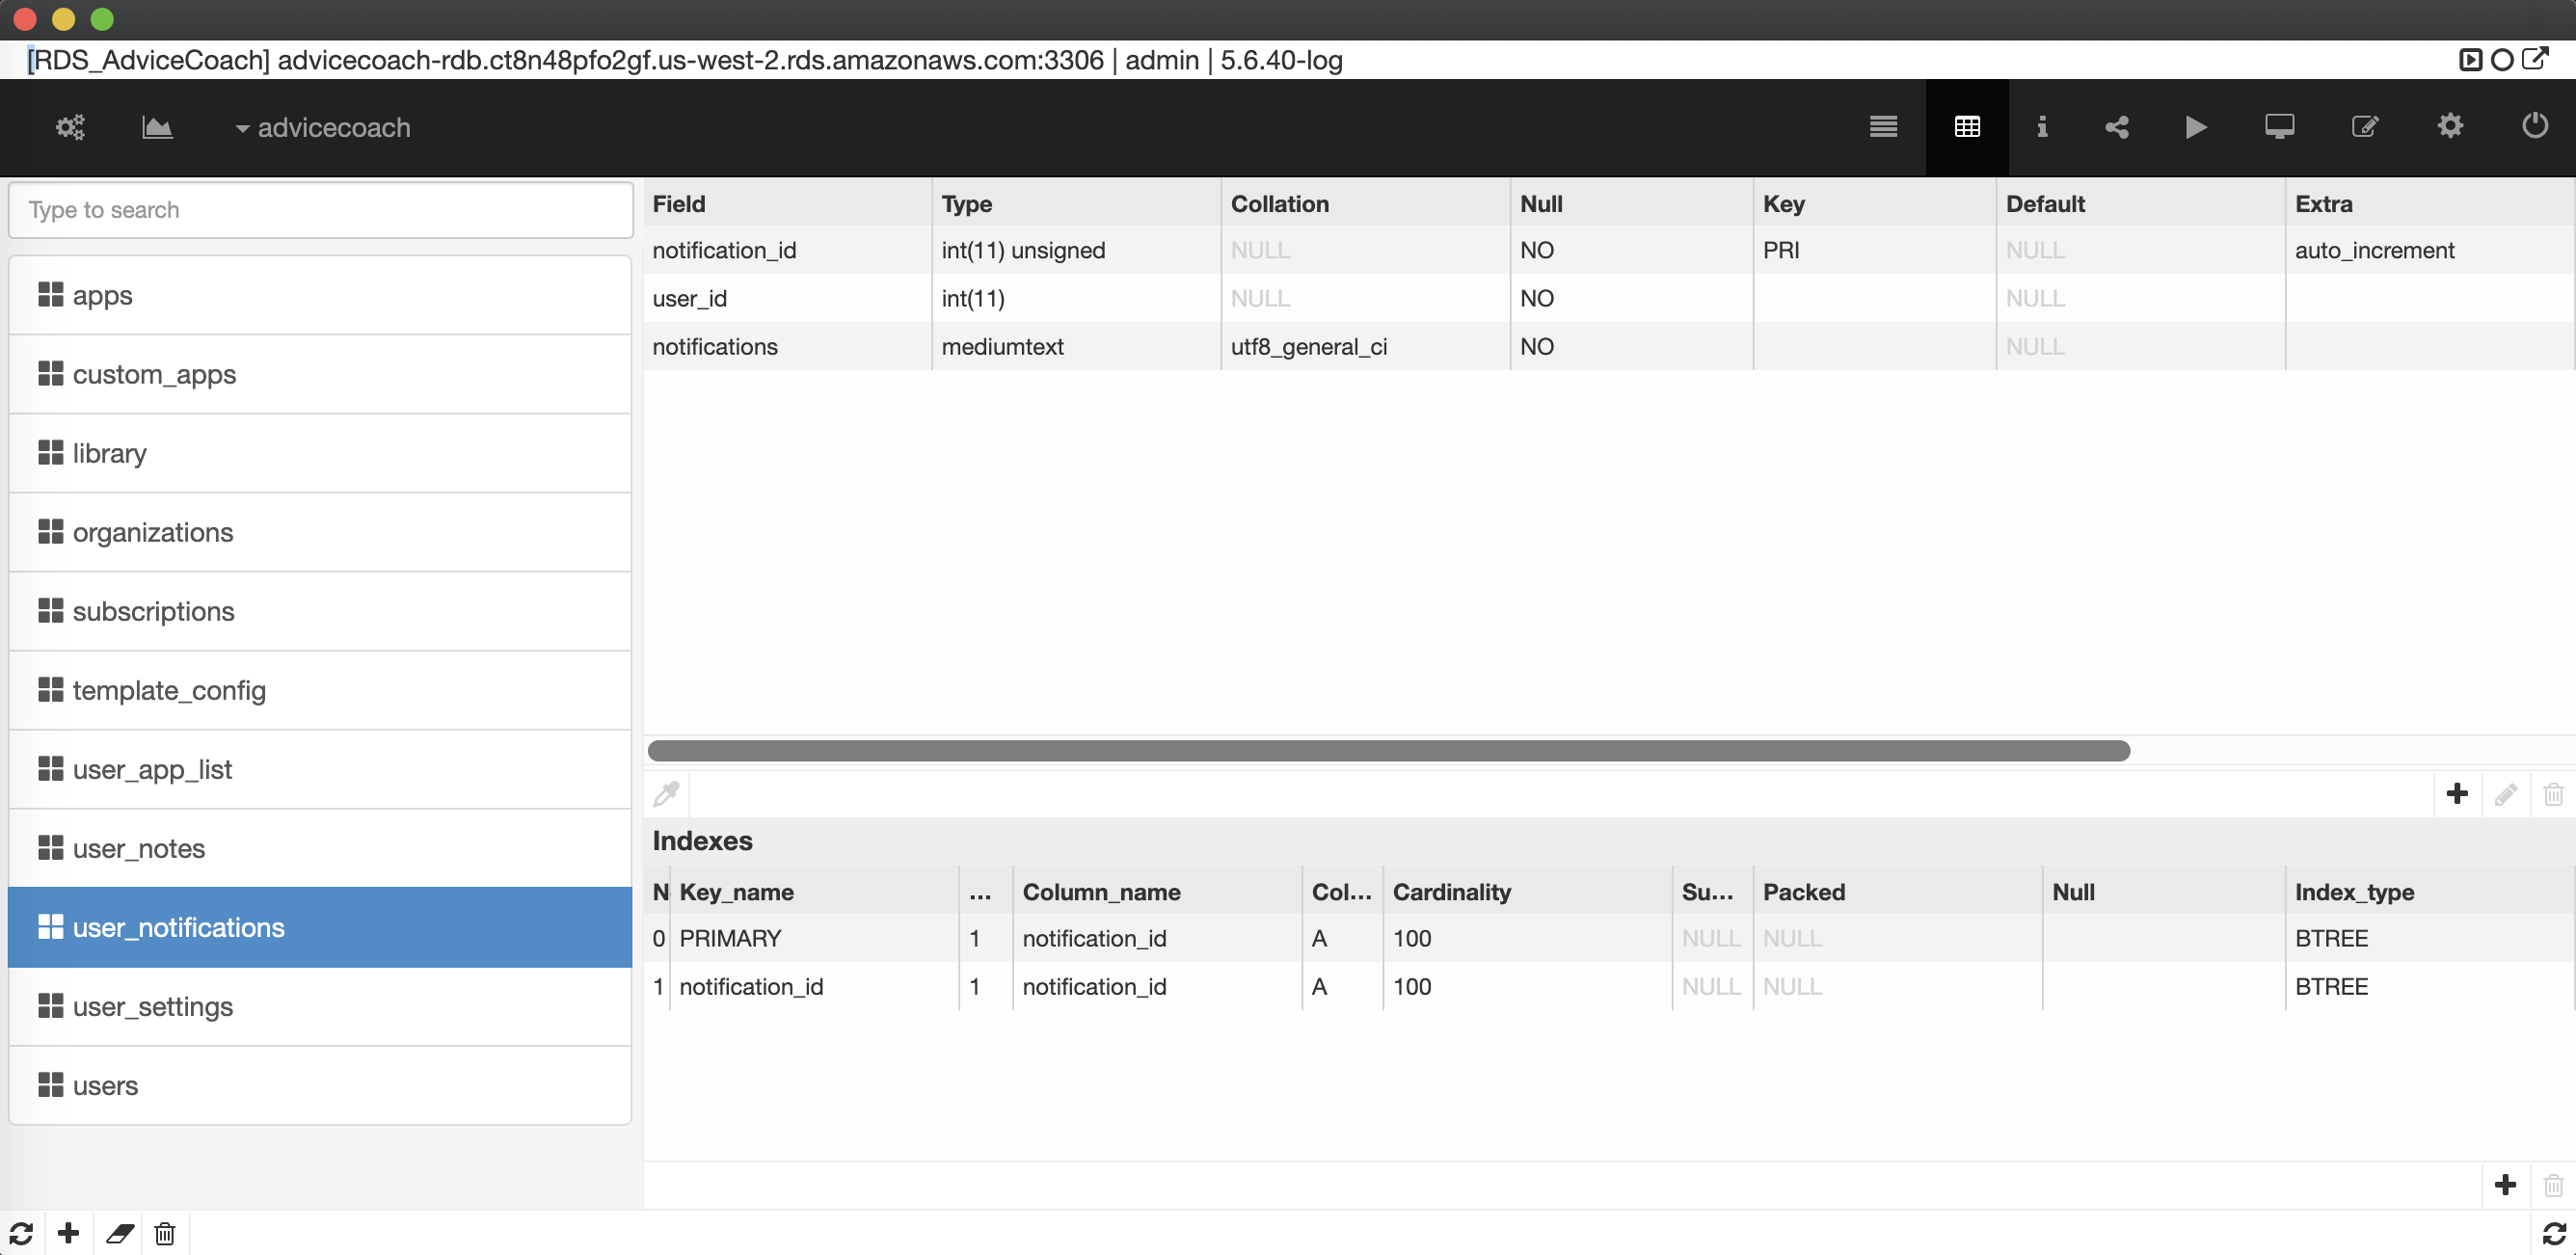 [RDS_AdviceCoach] advicecoach-rdb.ct8n48pfo2gf.us-west-2.rds.amazonaws.com:3306 | admin | 5.6.40-log
advicecoach
Type to search
apps
custom_apps
library
organizations
subscriptions
template_config
user_app_list
user_notes
user_notifications
user_settings
users
Field Type Collation Null Key Default Extra
notification_id int(11) unsigned NULL NO PRI NULL auto_increment
user_id int(11) NULL NO NULL
notifications mediumtext utf8_general_ci NO NULL
Indexes
N Key_name ... Column_name Col... Cardinality Su... Packed Null Index_type
0 PRIMARY 1 notification_id A 100 NULL NULL BTREE
1 notification_id 1 notification_id A 100 NULL NULL BTREE